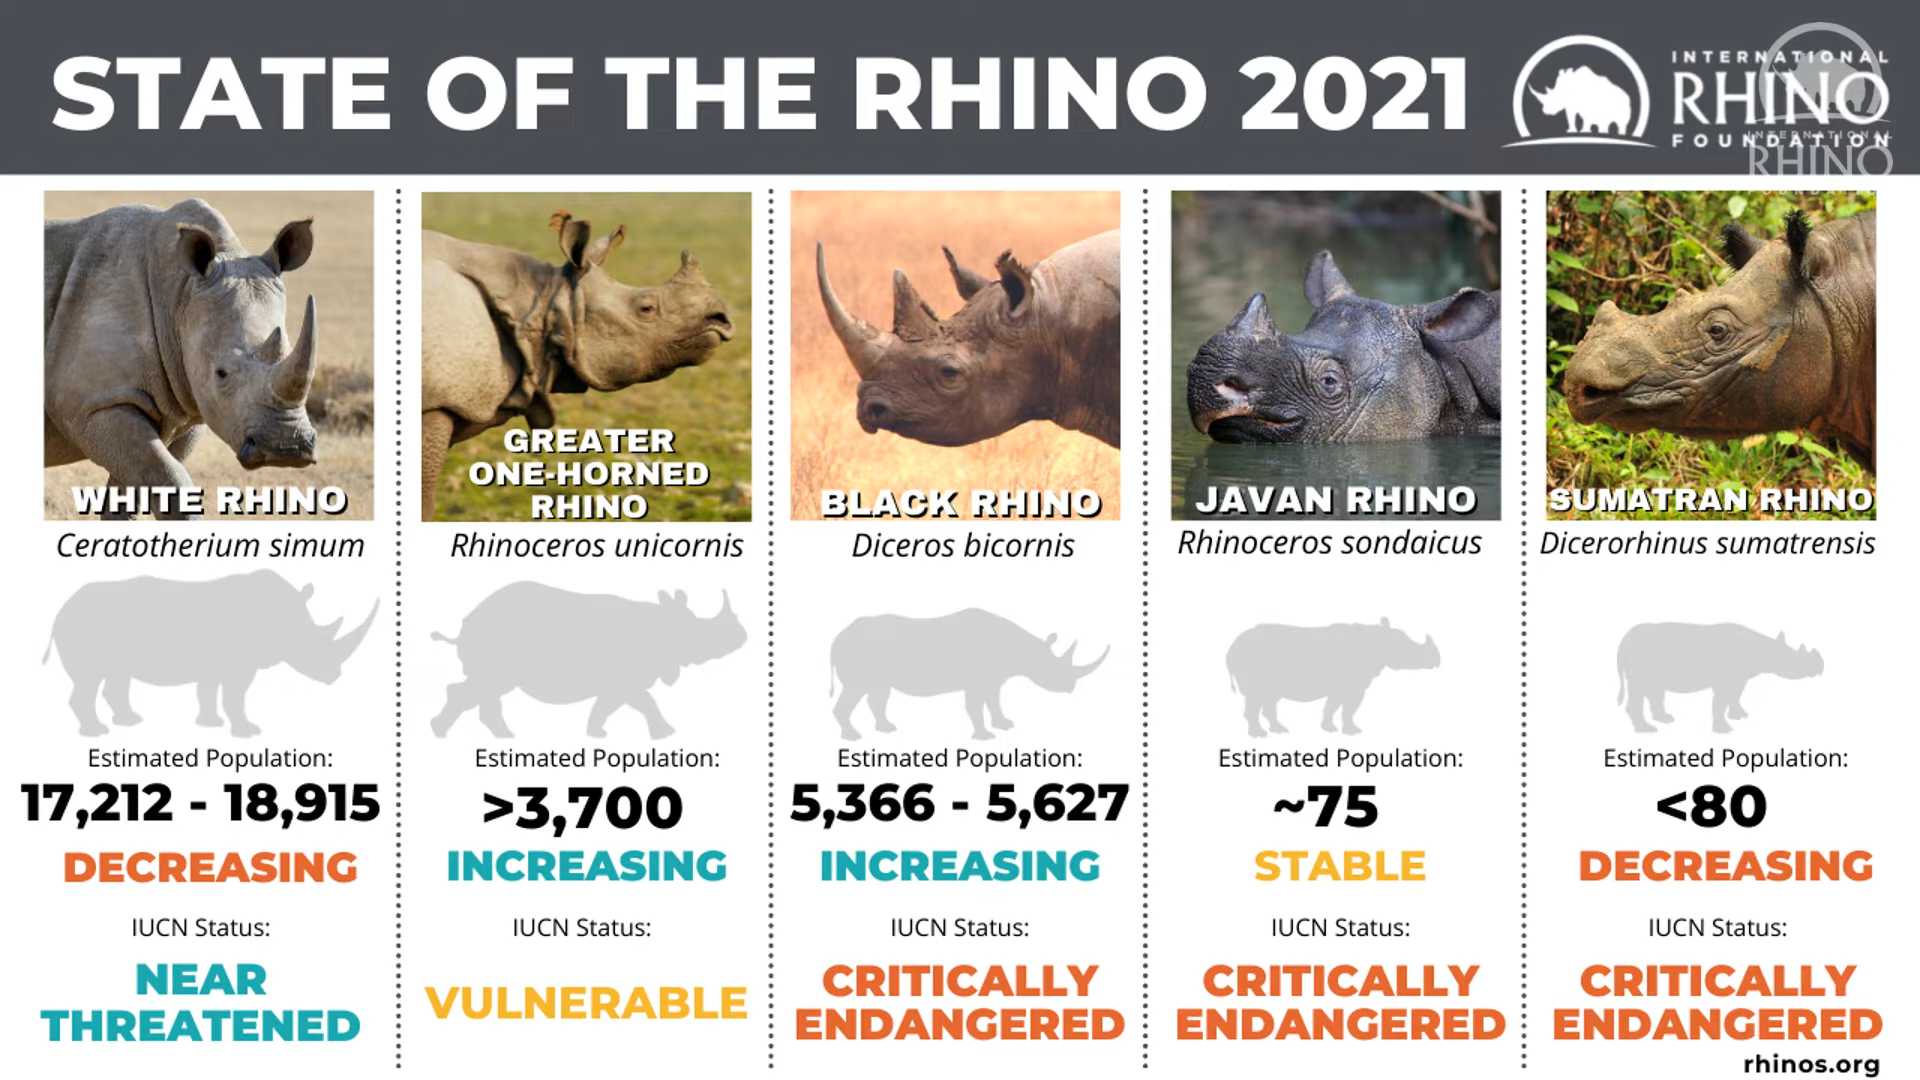 STATE OF THE RHINO 2021
INTERNATIONAL
RHINO
FOUNDATION
INTERNATIONAL
RHINO
WHITE RHINO
Ceratotherium simum
Estimated Population:
17,212 - 18,915
DECREASING
IUCN Status:
NEAR
THREATENED
GREATER
ONE-HORNED
RHINO
Rhinoceros unicornis
Estimated Population:
>3,700
INCREASING
IUCN Status:
VULNERABLE
BLACK RHINO
Diceros bicornis
Estimated Population:
5,366 - 5,627
INCREASING
IUCN Status:
CRITICALLY
ENDANGERED
JAVAN RHINO
Rhinoceros sondaicus
Estimated Population:
~75
STABLE
IUCN Status:
CRITICALLY
ENDANGERED
SUMATRAN RHINO
Dicerorhinus sumatrensis
Estimated Population:
<80
DECREASING
IUCN Status:
CRITICALLY
ENDANGERED
rhinos.org